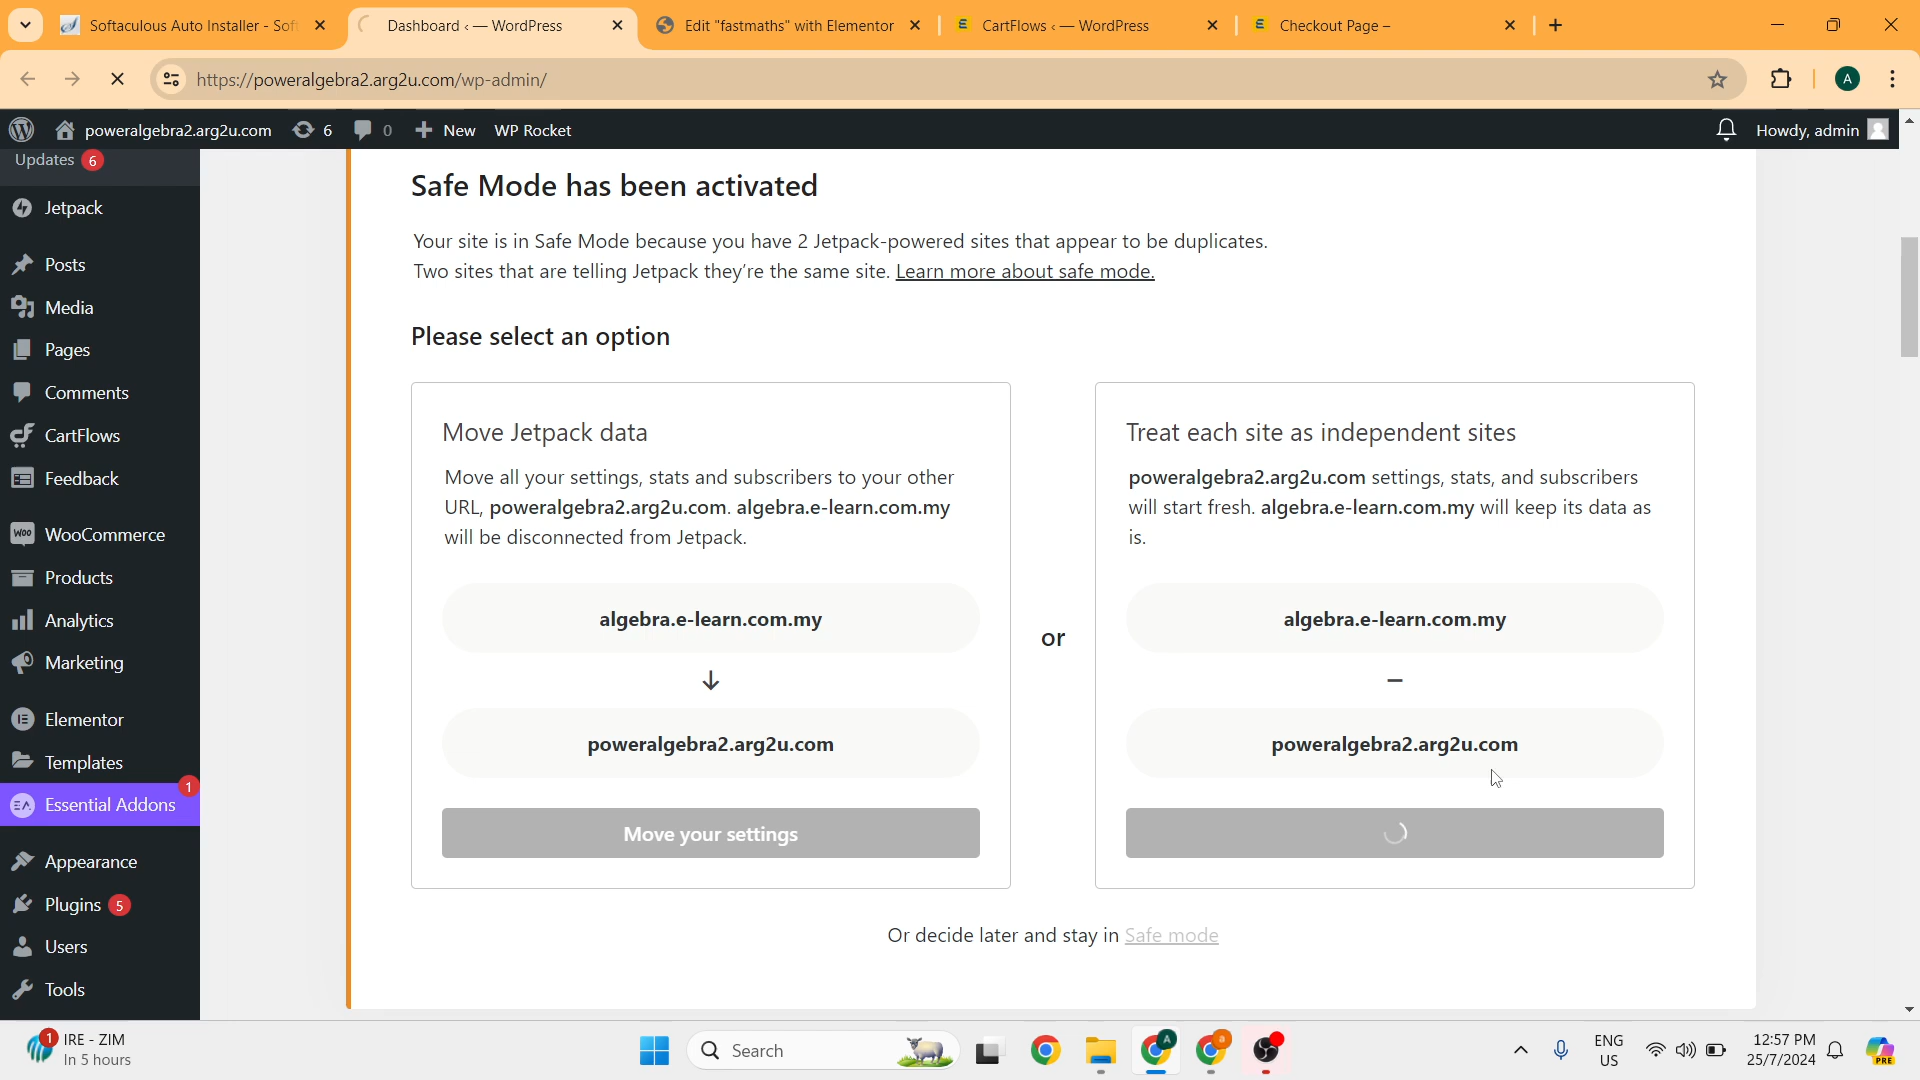 Softaculous Auto Installer - Soft
Dashboard ‹ — WordPress
Edit "fastmaths" with Elementor
CartFlows ‹ — WordPress
Checkout Page –
https://poweralgebra2.arg2u.com/wp-admin/
A
poweralgebra2.arg2u.com
6
0
New
WP Rocket
Howdy, admin
Updates 6
Jetpack
Posts
Media
Pages
Comments
CartFlows
Feedback
WooCommerce
Products
Analytics
Marketing
Elementor
Templates
1
Essential Addons
Appearance
Plugins 5
Users
Tools
Safe Mode has been activated
Your site is in Safe Mode because you have 2 Jetpack-powered sites that appear to be duplicates.
Two sites that are telling Jetpack they’re the same site. Learn more about safe mode.
Please select an option
Move Jetpack data
Move all your settings, stats and subscribers to your other
URL, poweralgebra2.arg2u.com. algebra.e-learn.com.my
will be disconnected from Jetpack.
algebra.e-learn.com.my
poweralgebra2.arg2u.com
Move your settings
or
Treat each site as independent sites
poweralgebra2.arg2u.com settings, stats, and subscribers
will start fresh. algebra.e-learn.com.my will keep its data as
is.
algebra.e-learn.com.my
poweralgebra2.arg2u.com
Or decide later and stay in Safe mode
1
IRE - ZIM
In 5 hours
Search
A
a
ENG
US
12:57 PM
25/7/2024
PRE